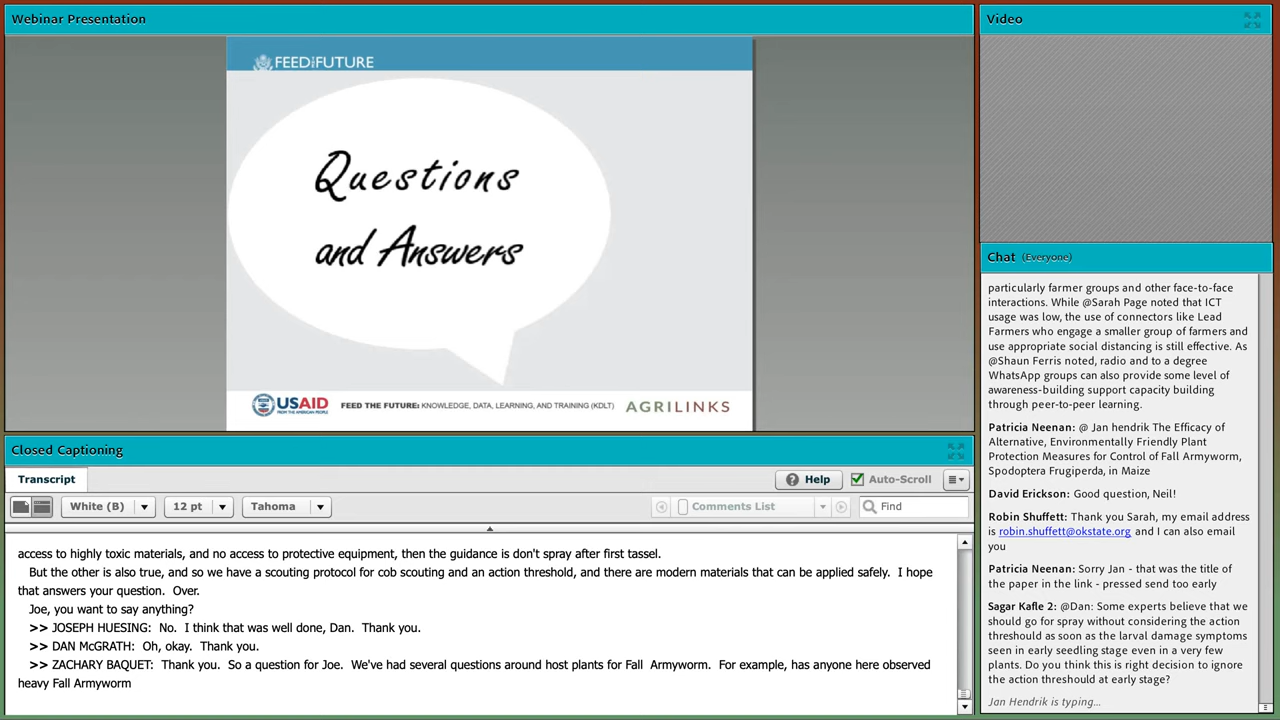 Webinar Presentation
FEED THE FUTURE
Questions
and Answers
USAID
FROM THE AMERICAN PEOPLE
FEED THE FUTURE: KNOWLEDGE, DATA, LEARNING, AND TRAINING (KDLT)
AGRILINKS
Closed Captioning
Transcript
Help
Auto-Scroll
White (B)
12 pt
Tahoma
Comments List
Find
access to highly toxic materials, and no access to protective equipment, then the guidance is don't spray after first tassel.
But the other is also true, and so we have a scouting protocol for cob scouting and an action threshold, and there are modern materials that can be applied safely. I hope
that answers your question. Over.
Joe, you want to say anything?
>> JOSEPH HUESING: No. I think that was well done, Dan. Thank you.
>> DAN McGRATH: Oh, okay. Thank you.
>> ZACHARY BAQUET: Thank you. So a question for Joe. We've had several questions around host plants for Fall Armyworm. For example, has anyone here observed
heavy Fall Armyworm
Video
Chat (Everyone)
particularly farmer groups and other face-to-face
interactions. While @Sarah Page noted that ICT
usage was low, the use of connectors like Lead
Farmers who engage a smaller group of farmers and
use appropriate social distancing is still effective. As
@Shaun Ferris noted, radio and to a degree
WhatsApp groups can also provide some level of
awareness-building support capacity building
through peer-to-peer learning.
Patricia Neenan: @ Jan hendrik The Efficacy of
Alternative, Environmentally Friendly Plant
Protection Measures for Control of Fall Armyworm,
Spodoptera Frugiperda, in Maize
David Erickson: Good question, Neil!
Robin Shuffett: Thank you Sarah, my email address
is robin.shuffett@okstate.org and I can also email
you
Patricia Neenan: Sorry Jan - that was the title of
the paper in the link - pressed send too early
Sagar Kafle 2: @Dan: Some experts believe that we
should go for spray without considering the action
threshold as soon as the larval damage symptoms
seen in early seedling stage even in a very few
plants. Do you think this is right decision to ignore
the action threshold at early stage?
Jan Hendrik is typing...